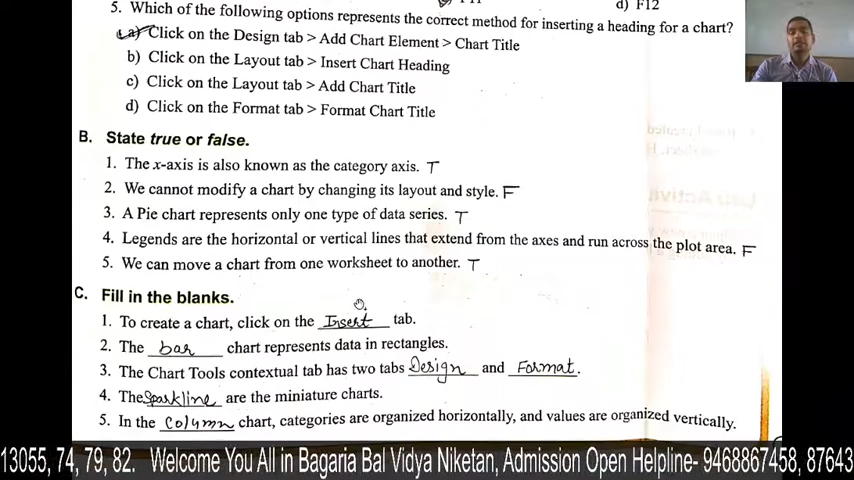 d) F12
5. Which of the following options represents the correct method for inserting a heading for a chart?
a) Click on the Design tab > Add Chart Element > Chart Title
b) Click on the Layout tab > Insert Chart Heading
c) Click on the Layout tab > Add Chart Title
d) Click on the Format tab > Format Chart Title
B. State true or false.
1. The x-axis is also known as the category axis. T
2. We cannot modify a chart by changing its layout and style. F
3. A Pie chart represents only one type of data series. T
4. Legends are the horizontal or vertical lines that extend from the axes and run across the plot area. F
5. We can move a chart from one worksheet to another. T
C. Fill in the blanks.
1. To create a chart, click on the Insert tab.
2. The bar chart represents data in rectangles.
3. The Chart Tools contextual tab has two tabs Design and Format.
4. The Sparkline are the miniature charts.
5. In the column chart, categories are organized horizontally, and values are organized vertically.
13055, 74, 79, 82. Welcome You All in Bagaria Bal Vidya Niketan, Admission Open Helpline- 9468867458, 87643